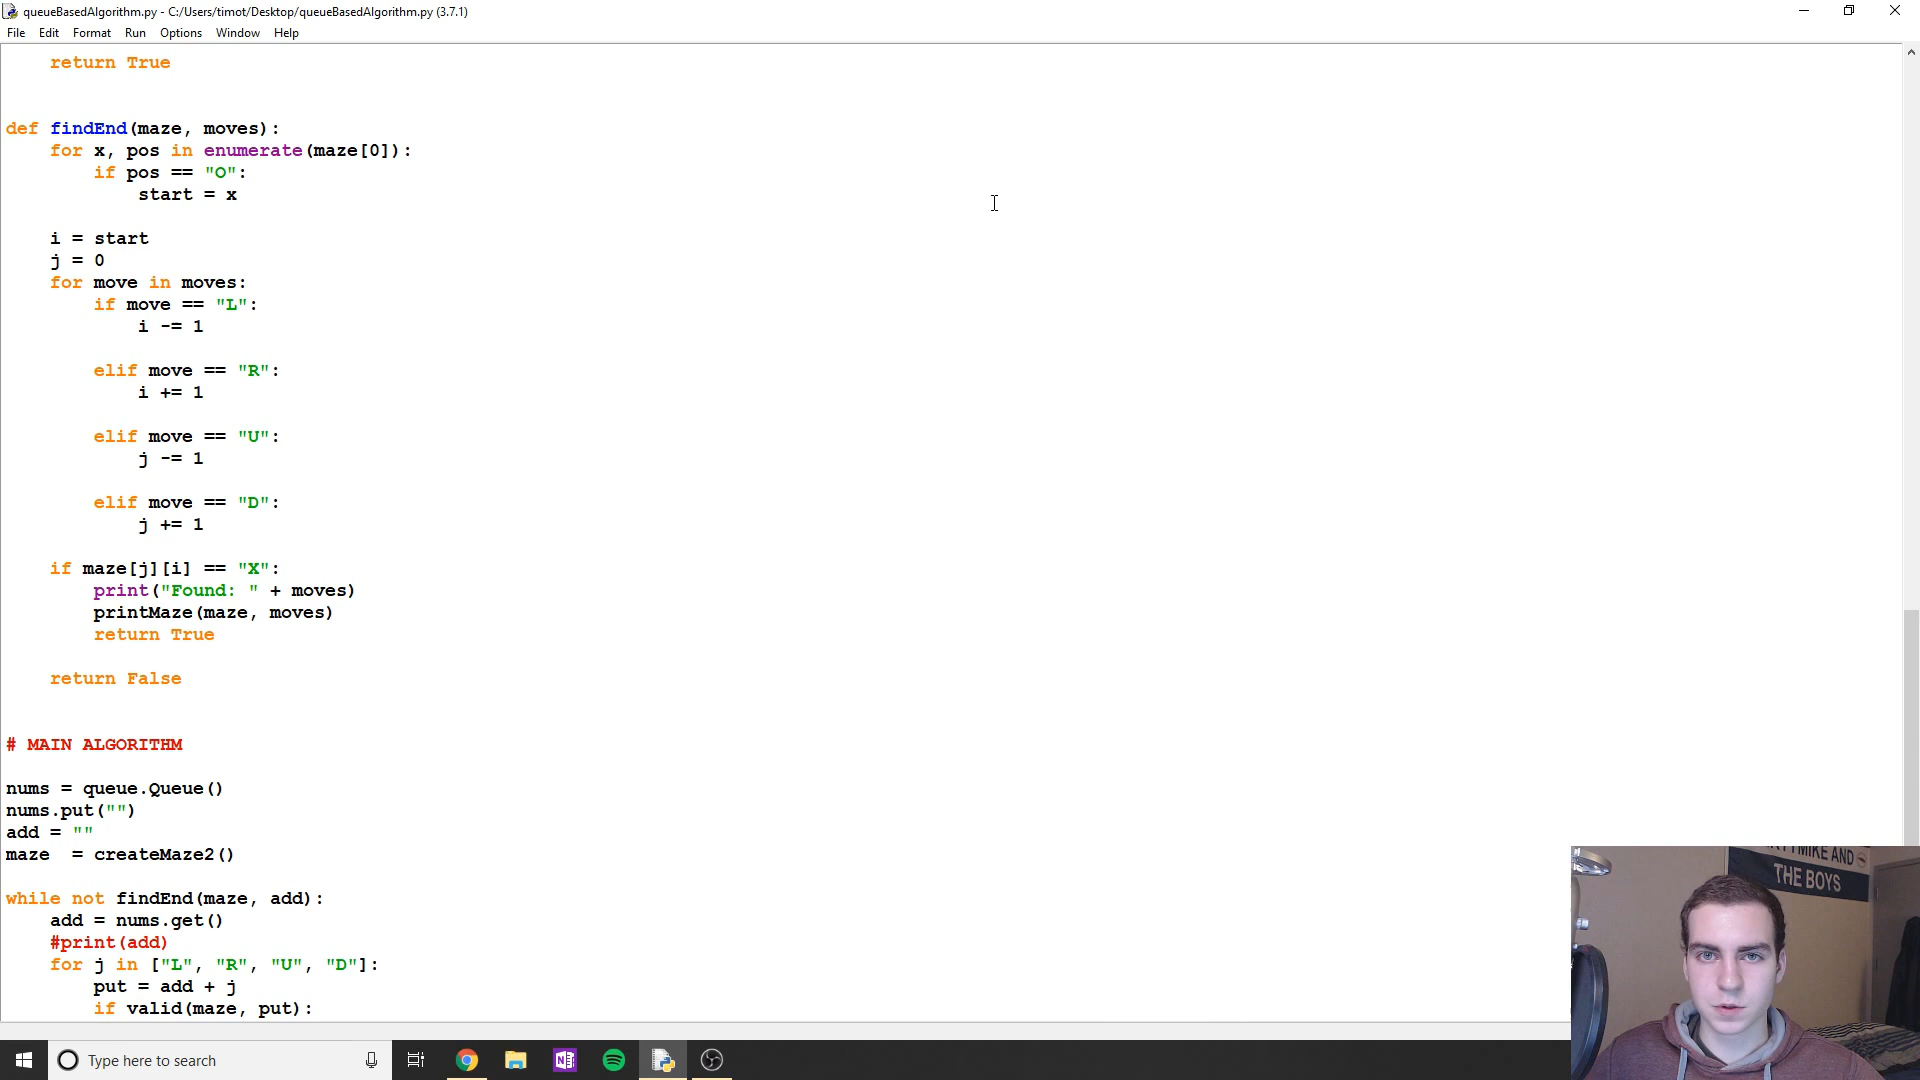 queueBasedAlgorithm.py - C:/Users/timot/Desktop/queueBasedAlgorithm.py (3.7.1)
File Edit Format Run Options Window Help
    return True
def findEnd(maze, moves):
    for x, pos in enumerate(maze[0]):
        if pos == "O":
            start = x
    i = start
    j = 0
    for move in moves:
        if move == "L":
            i -= 1
        elif move == "R":
            i += 1
        elif move == "U":
            j -= 1
        elif move == "D":
            j += 1
    if maze[j][i] == "X":
        print("Found: " + moves)
        printMaze(maze, moves)
        return True
    return False
# MAIN ALGORITHM
nums = queue.Queue()
nums.put("")
add = ""
maze  = createMaze2()
while not findEnd(maze, add):
    add = nums.get()
    #print(add)
    for j in ["L", "R", "U", "D"]:
        put = add + j
        if valid(maze, put):
MIKE AND
THE BOYS
Type here to search